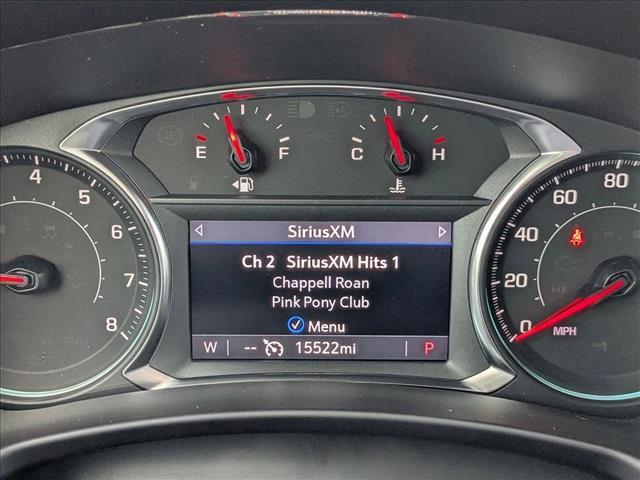 E F C H
4 5 6 7 8
SiriusXM
Ch 2 SiriusXM Hits 1
Chappell Roan
Pink Pony Club
Menu
W -- 15522mi P
80
60
40
20
0
MPH